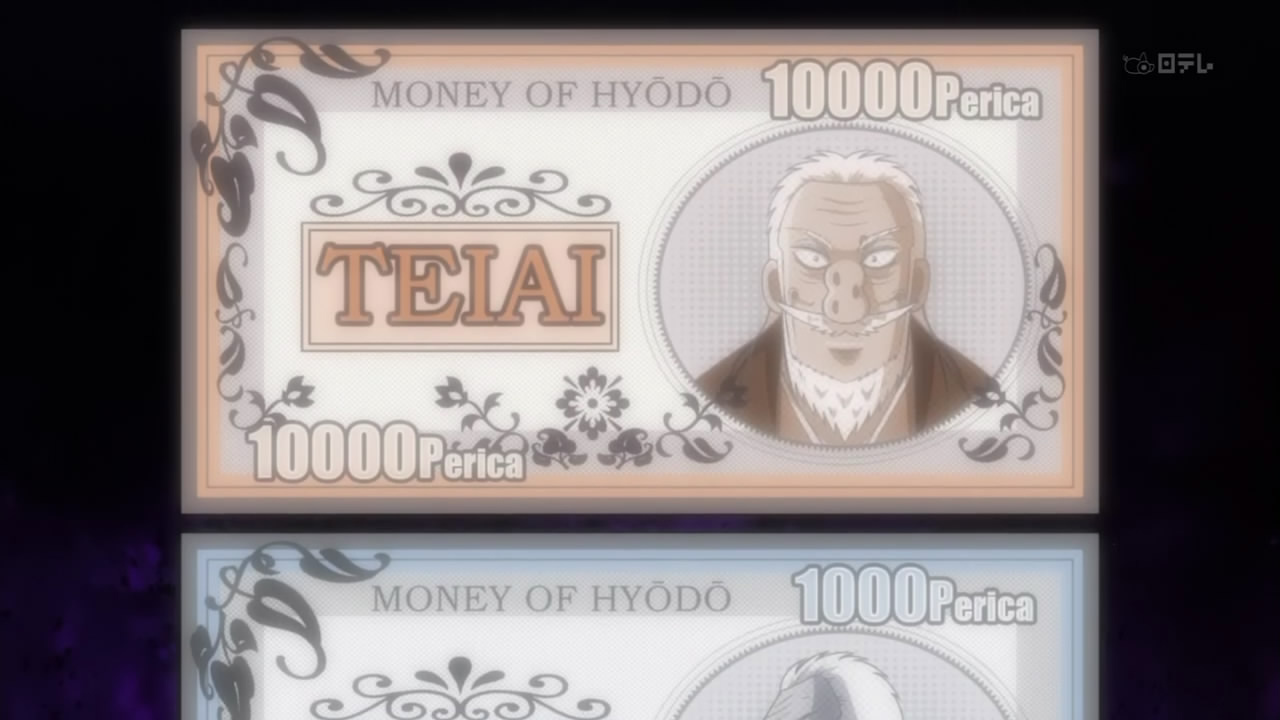 MONEY OF HYŌDŌ
10000Perica
日テレ
TEIAI
10000Perica
MONEY OF HYŌDŌ
1000Perica